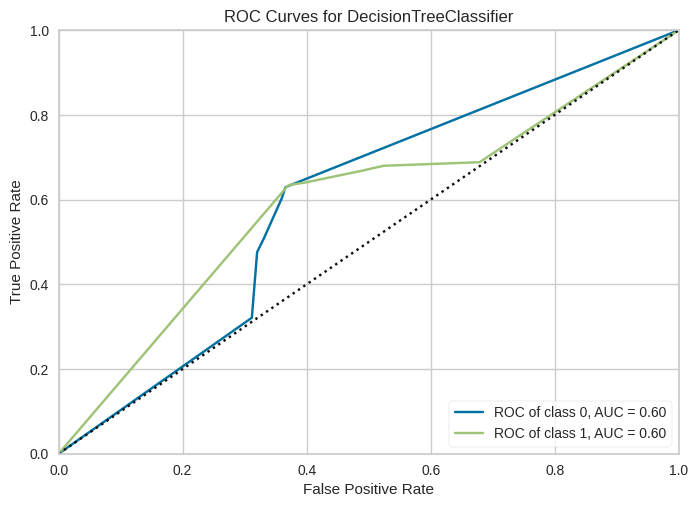 ROC Curves for DecisionTreeClassifier
True Positive Rate
1.0
0.8
0.6
0.4
0.2
0.0
ROC of class 0, AUC = 0.60
ROC of class 1, AUC = 0.60
0.0 0.2 0.4 0.6 0.8 1.0
False Positive Rate